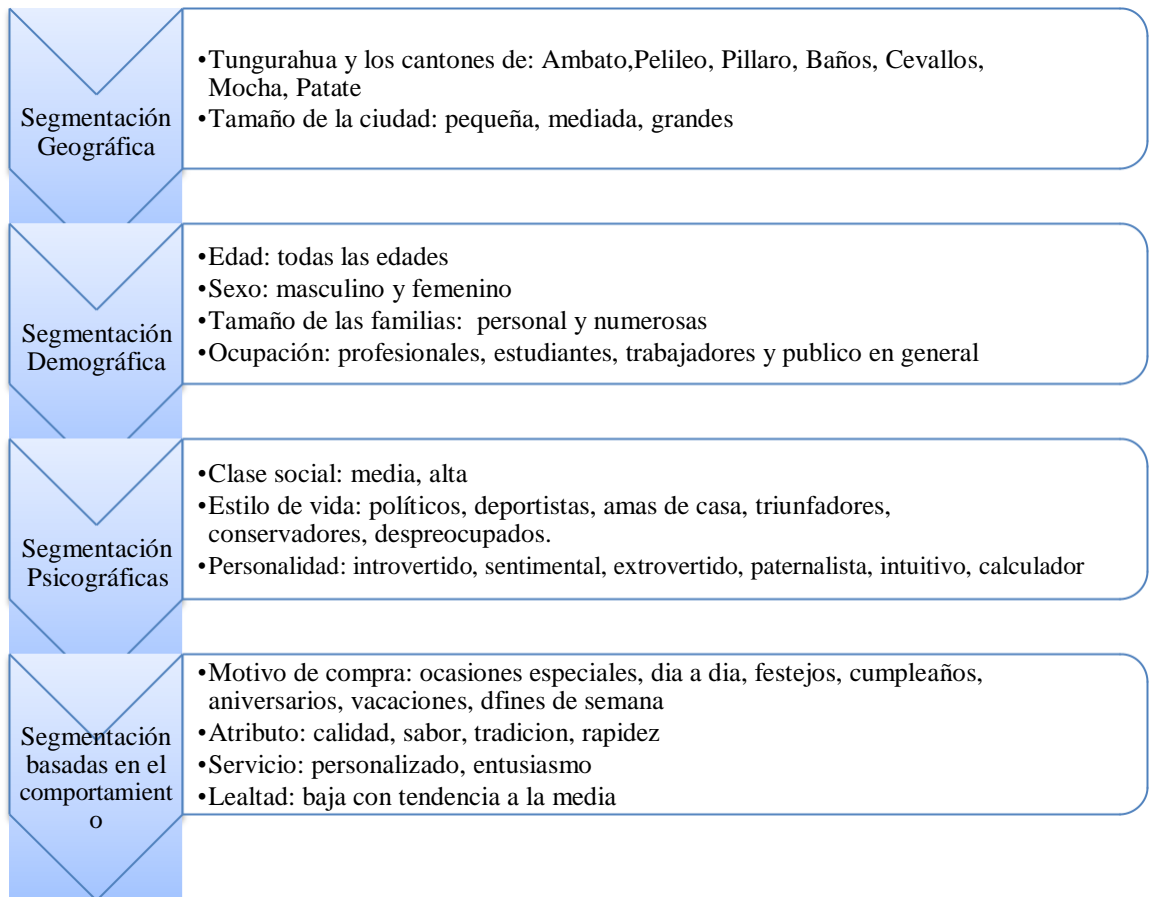 Segmentación
Geográfica
•Tungurahua y los cantones de: Ambato,Pelileo, Pillaro, Baños, Cevallos,
Mocha, Patate
•Tamaño de la ciudad: pequeña, mediada, grandes
Segmentación
Demográfica
•Edad: todas las edades
•Sexo: masculino y femenino
•Tamaño de las familias: personal y numerosas
•Ocupación: profesionales, estudiantes, trabajadores y publico en general
Segmentación
Psicográficas
•Clase social: media, alta
•Estilo de vida: políticos, deportistas, amas de casa, triunfadores,
conservadores, despreocupados.
•Personalidad: introvertido, sentimental, extrovertido, paternalista, intuitivo, calculador
Segmentación
basadas en el
comportamient
o
•Motivo de compra: ocasiones especiales, dia a dia, festejos, cumpleaños,
aniversarios, vacaciones, dfines de semana
•Atributo: calidad, sabor, tradicion, rapidez
•Servicio: personalizado, entusiasmo
•Lealtad: baja con tendencia a la media